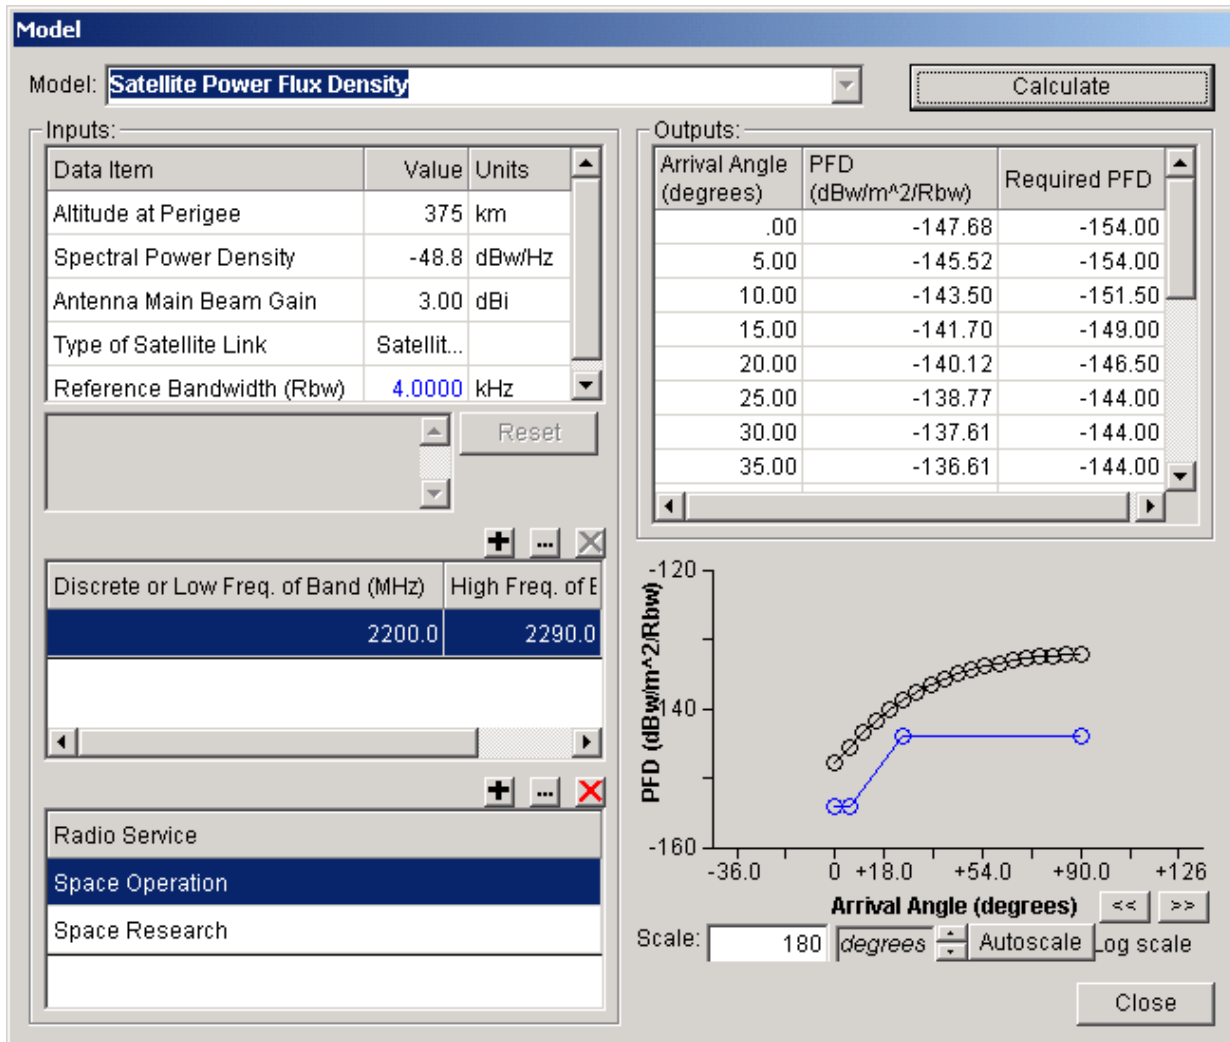 Model
Model: Satellite Power Flux Density
Calculate
Inputs:
Data Item Value Units
Altitude at Perigee 375 km
Spectral Power Density -48.8 dBw/Hz
Antenna Main Beam Gain 3.00 dBi
Type of Satellite Link Satellit...
Reference Bandwidth (Rbw) 4.0000 kHz
Reset
+ ...
Discrete or Low Freq. of Band (MHz) High Freq. of E
2200.0 2290.0
+ ...
Radio Service
Space Operation
Space Research
Outputs:
Arrival Angle (degrees) PFD (dBw/m^2/Rbw) Required PFD
.00 -147.68 -154.00
5.00 -145.52 -154.00
10.00 -143.50 -151.50
15.00 -141.70 -149.00
20.00 -140.12 -146.50
25.00 -138.77 -144.00
30.00 -137.61 -144.00
35.00 -136.61 -144.00
PFD (dBw/m^2/Rbw)
-120
-140
-160
-36.0 0 +18.0 +54.0 +90.0 +126
Arrival Angle (degrees) << >>
Scale: 180 degrees Autoscale Log scale
Close